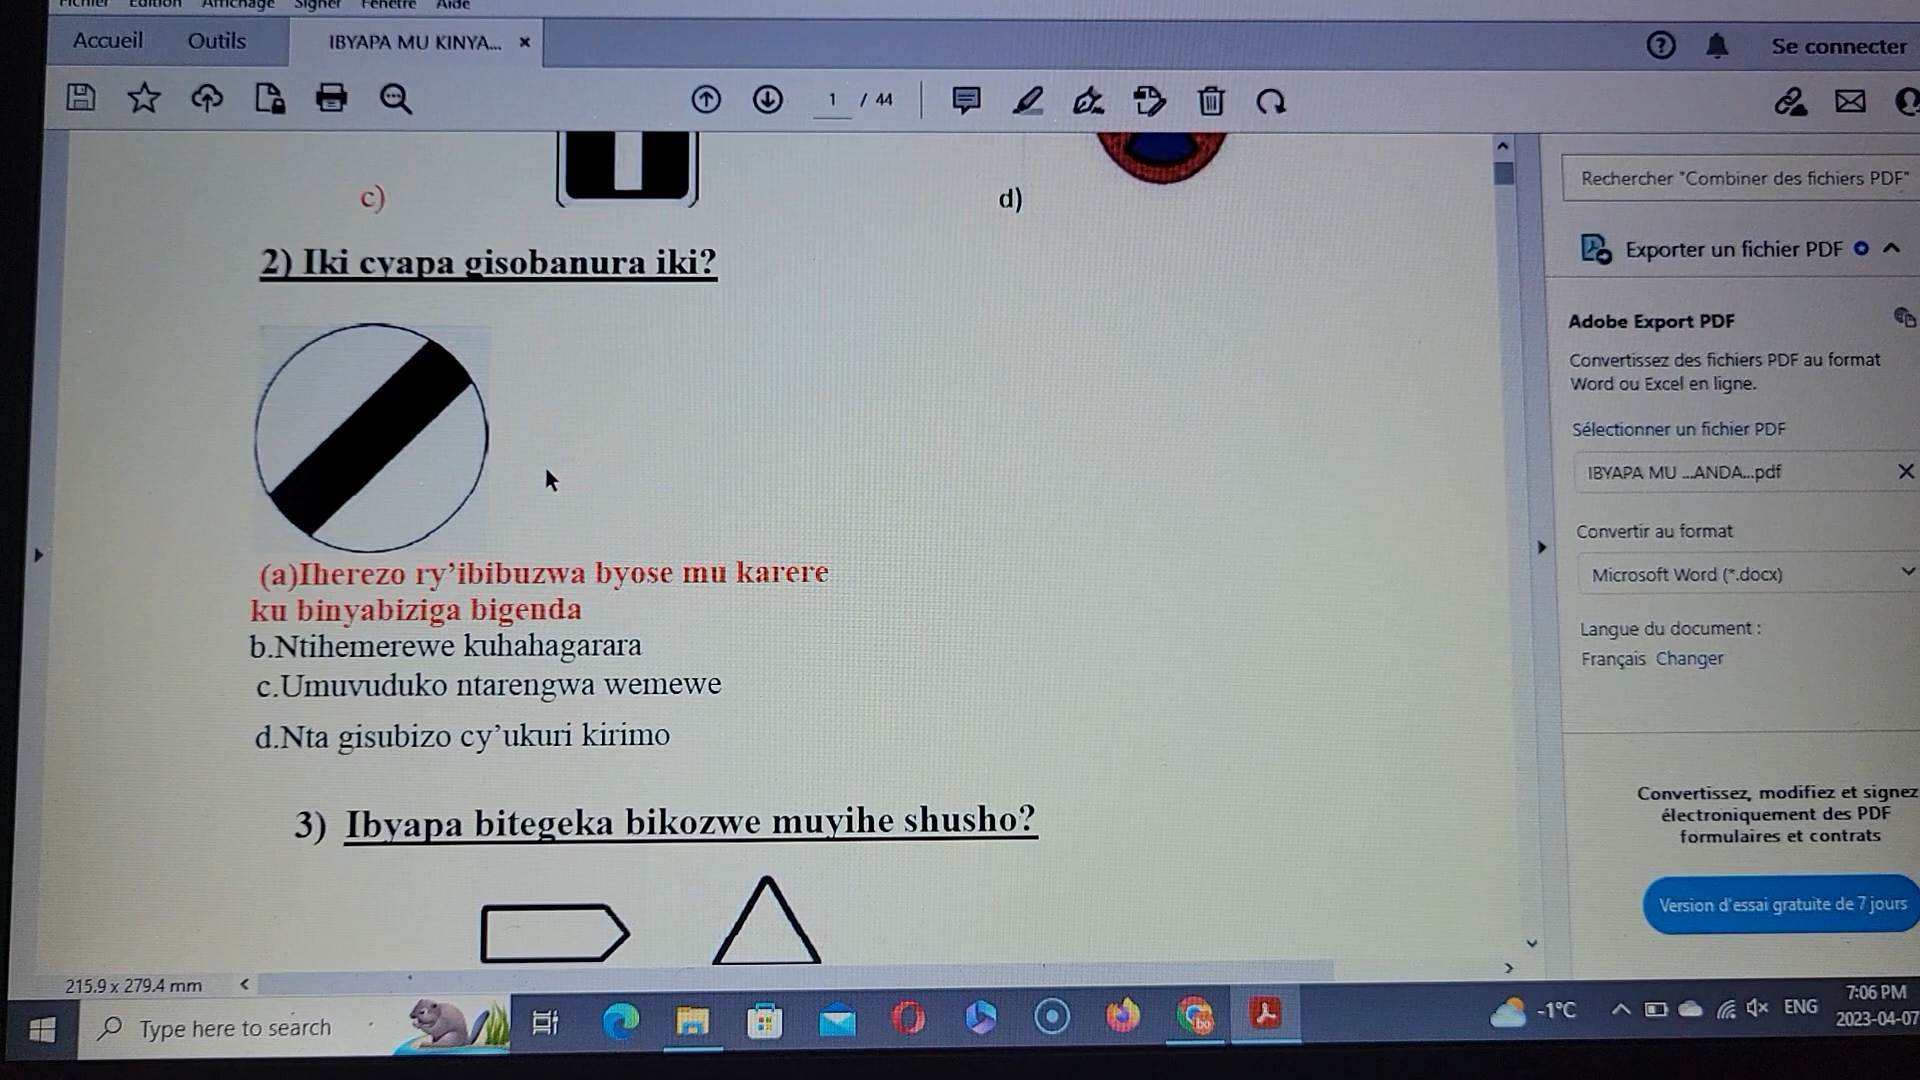 Fichier Edition Affichage Signer Fenêtre Aide
Accueil Outils IBYAPA MU KINYA... ×
Se connecter
1 / 44
c)
d)
2) Iki cyapa gisobanura iki?
(a)Iherezo ry’ibibuzwa byose mu karere
ku binyabiziga bigenda
b.Ntihemerewe kuhahagarara
c.Umuvuduko ntarengwa wemewe
d.Nta gisubizo cy’ukuri kirimo
3) Ibyapa bitegeka bikozwe muyihe shusho?
Rechercher "Combiner des fichiers PDF"
Exporter un fichier PDF
Adobe Export PDF
Convertissez des fichiers PDF au format
Word ou Excel en ligne.
Sélectionner un fichier PDF
IBYAPA MU ...ANDA...pdf
Convertir au format
Microsoft Word (*.docx)
Langue du document :
Français Changer
Convertissez, modifiez et signez
électroniquement des PDF
formulaires et contrats
Version d'essai gratuite de 7 jours
215.9 x 279.4 mm
Type here to search
-1°C
ENG
7:06 PM
2023-04-07